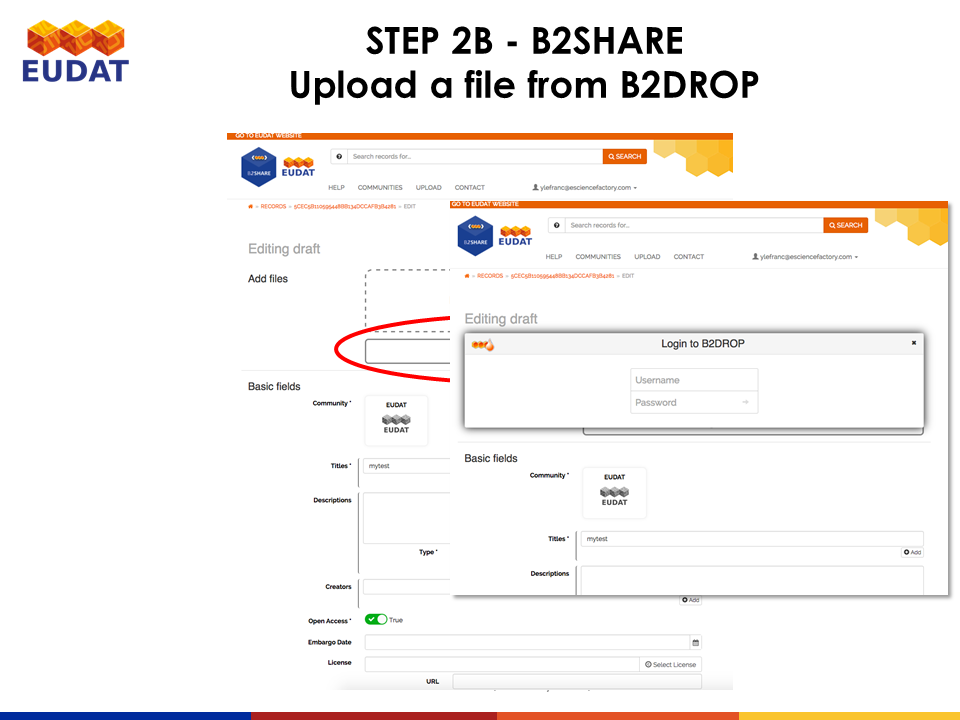 EUDAT
STEP 2B - B2SHARE
Upload a file from B2DROP
GO TO EUDAT WEBSITE
B2SHARE
EUDAT
Search records for...
SEARCH
HELP COMMUNITIES UPLOAD CONTACT
ylefranc@esciencefactory.com
RECORDS
EDIT
Editing draft
Add files
Basic fields
Community *
EUDAT
EUDAT
Titles *
mytest
Descriptions
Type *
Creators
Add
Open Access *
True
Embargo Date
License
Select License
URL
GO TO EUDAT WEBSITE
B2SHARE
EUDAT
Search records for...
SEARCH
HELP COMMUNITIES UPLOAD CONTACT
ylefranc@esciencefactory.com
RECORDS
EDIT
Editing draft
Login to B2DROP
Username
Password
Basic fields
Community *
EUDAT
EUDAT
Titles *
mytest
Add
Descriptions